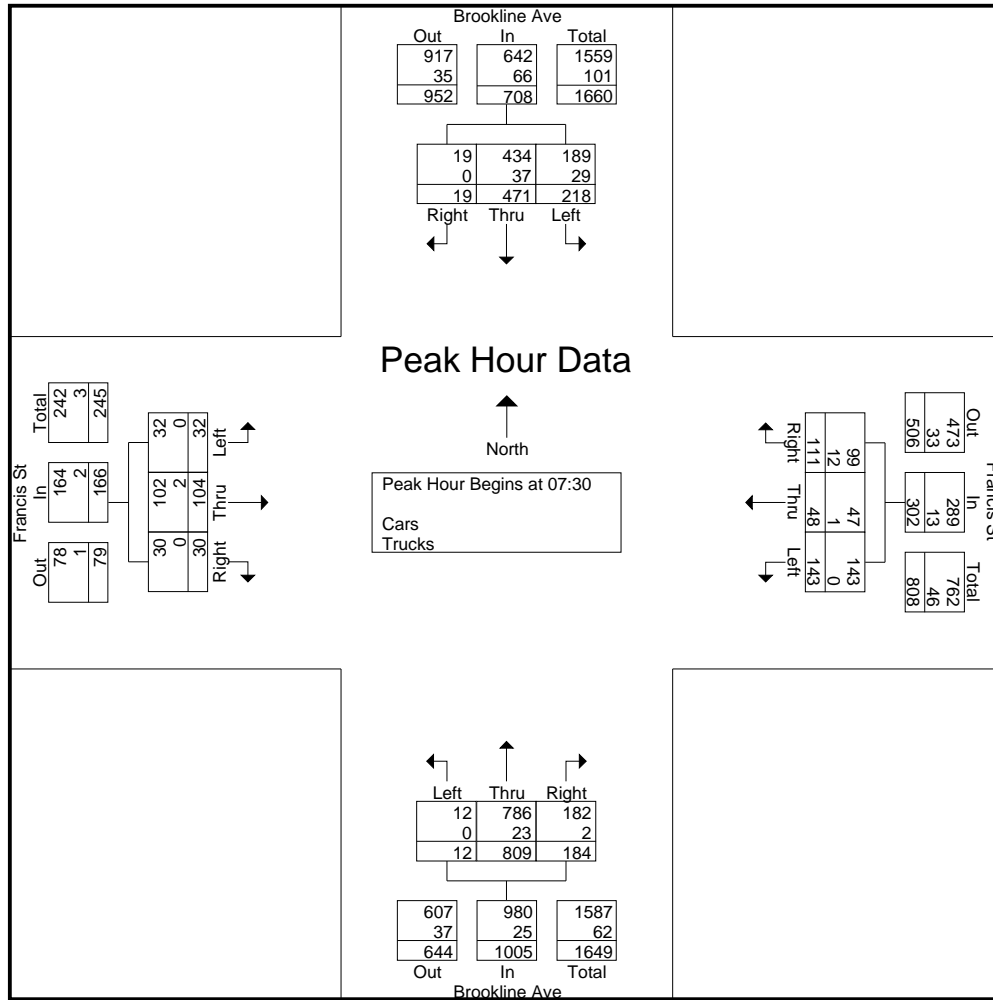 Brookline Ave
Out In Total
917 642 1559
35 66 101
952 708 1660
19 434 189
0 37 29
19 471 218
Right Thru Left
Peak Hour Data
North
Peak Hour Begins at 07:30
Cars
Trucks
Francis St
Total In Out
242 164 78
3 2 1
245 166 79
32 102 30
0 2 0
32 104 30
Left Thru Right
Francis St
Out In Total
473 289 762
33 13 46
506 302 808
99 47 143
12 1 0
111 48 143
Right Thru Left
Left Thru Right
12 786 182
0 23 2
12 809 184
607 980 1587
37 25 62
644 1005 1649
Out In Total
Brookline Ave